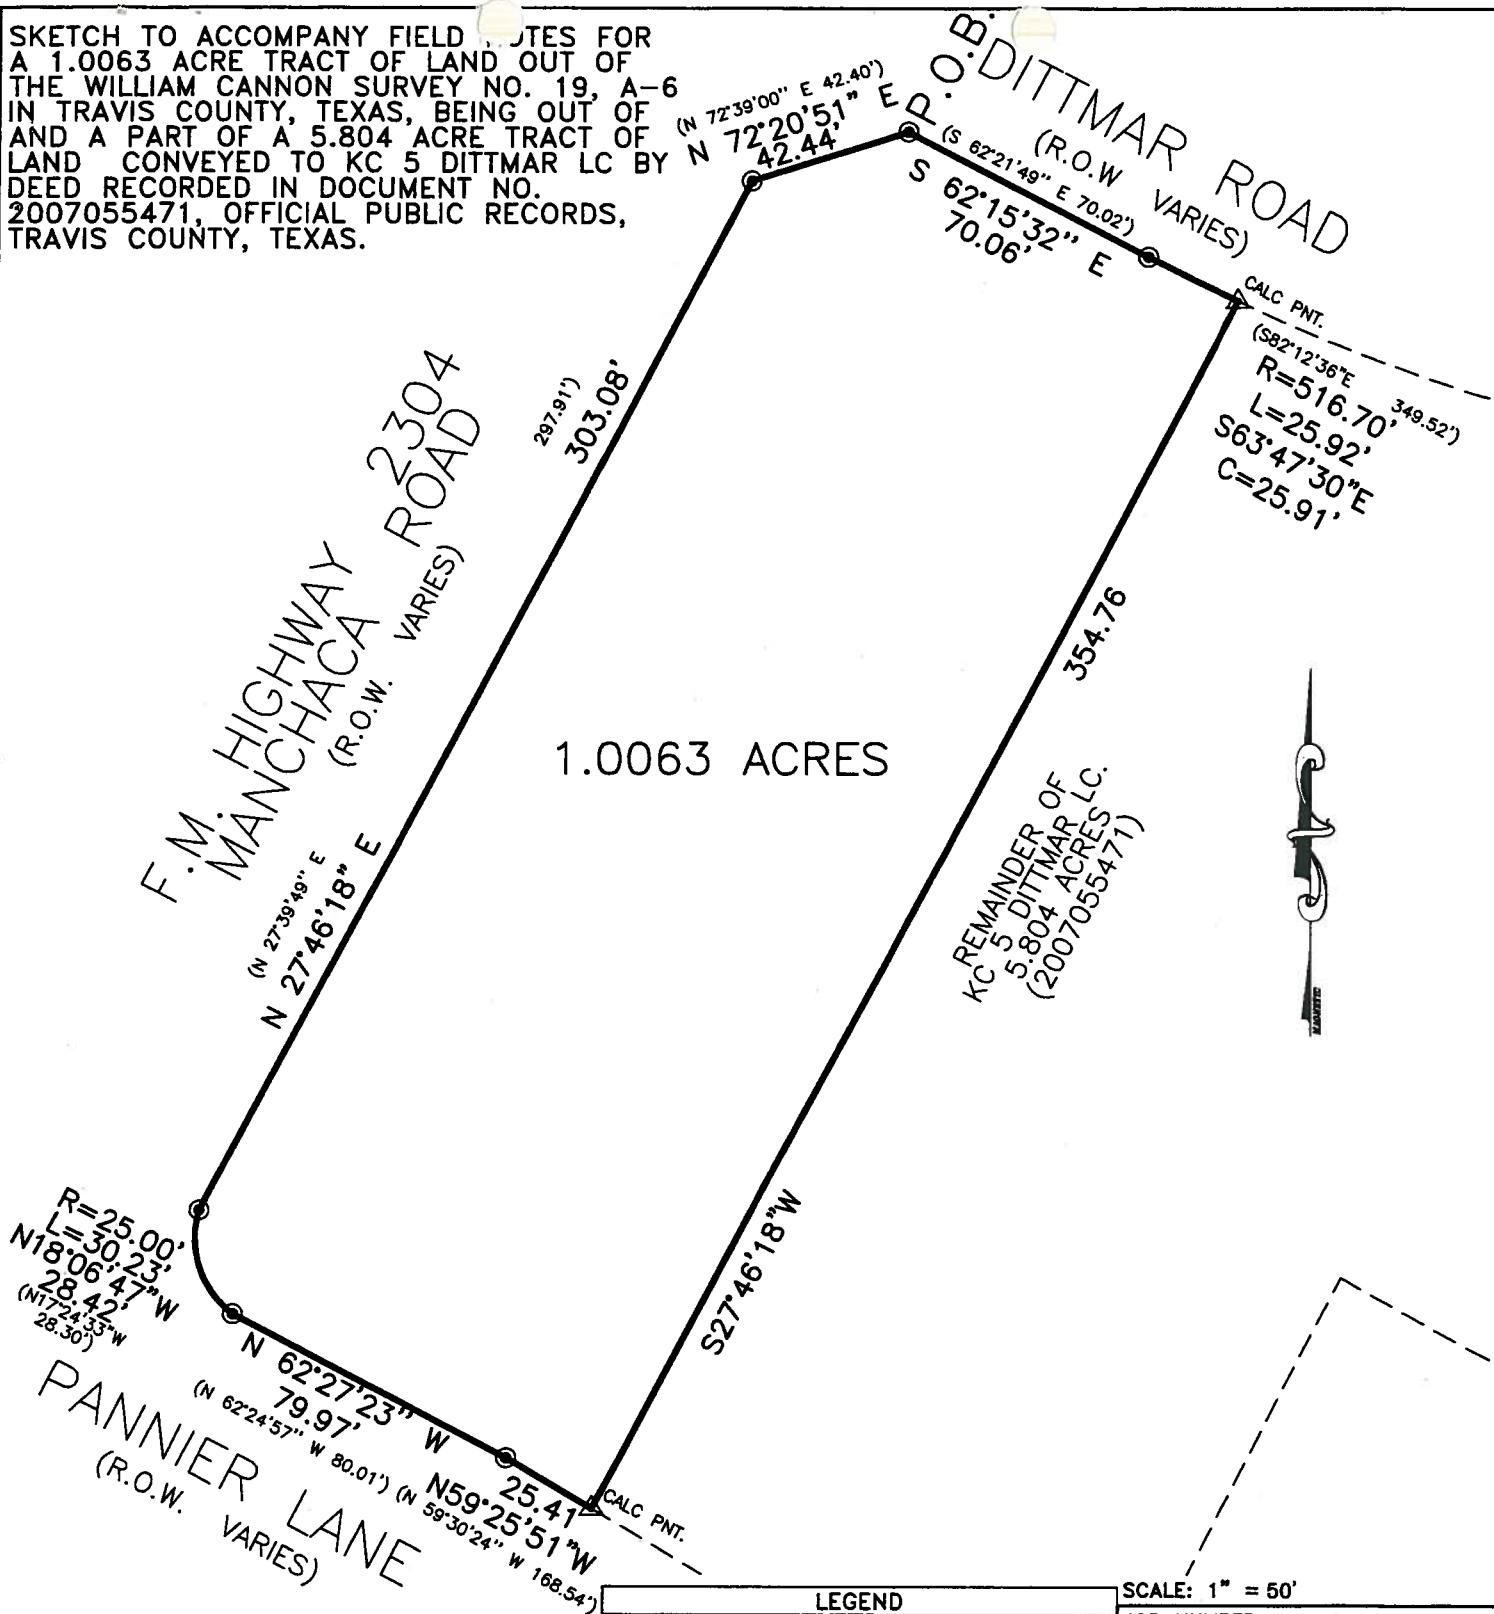 SKETCH TO ACCOMPANY FIELD FOR
A 1.0063 ACRE TRACT OF LAND OUT OF
THE WILLIAM CANNON SURVEY NO. 19, A-6
IN TRAVIS COUNTY, TEXAS, BEING OUT OF
AND A PART OF A 5.804 ACRE TRACT OF
LAND CONVEYED TO KC 5 DITTMAR LC BY
DEED RECORDED IN DOCUMENT NO.
2007055471, OFFICIAL PUBLIC RECORDS,
TRAVIS COUNTY, TEXAS.
(N 72°39'00" E 42.40')
N 72°20'51" E
42.44'
P.O.B.
DITTMAR ROAD
(R.O.W VARIES)
(S 62°21'49" E 70.02')
S 62°15'32" E
70.06'
CALC PNT.
(S82°12'36"E 349.52')
R=516.70'
L=25.92'
S63°47'30"E
C=25.91'
297.91')
303.08'
F.M. HIGHWAY 2304
MANCHACA ROAD
(R.O.W. VARIES)
354.76
1.0063 ACRES
REMAINDER OF
KC 5 DITTMAR LC.
5.804 ACRES
(2007055471)
(N 27°39'49" E
N 27°46'18" E
MAGNETIC
S27°46'18"W
R=25.00'
L=30.23'
N18°06'47"W
28.42'
(N17°24'33"W
28.30')
N 62°27'23" W
79.97'
(N 62°24'57" W 80.01')
PANNIER LANE
(R.O.W. VARIES)
25.41
N59°25'51"W
(N 59°30'24" W 168.54')
CALC PNT.
LEGEND
SCALE: 1" = 50'